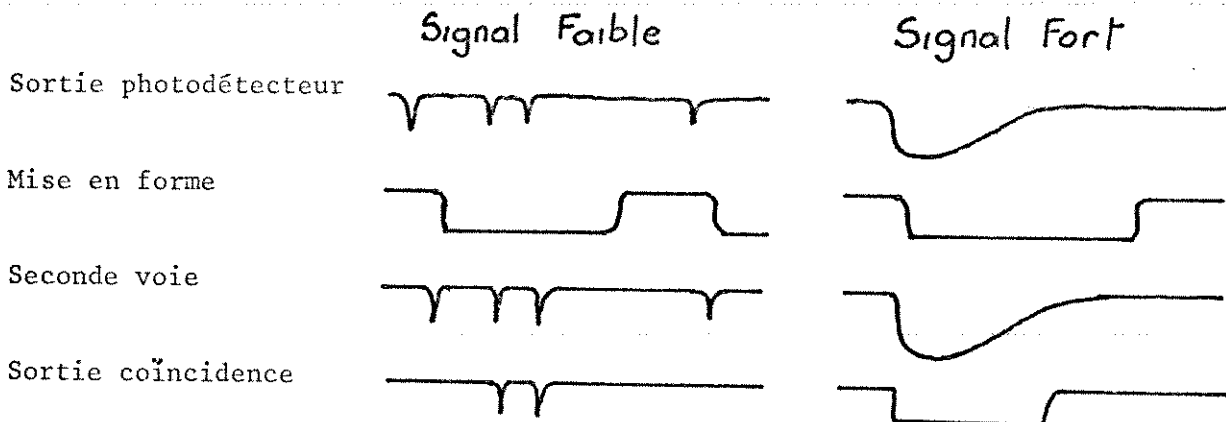 Signal Faible Signal Fort
Sortie photodétecteur
Mise en forme
Seconde voie
Sortie coïncidence